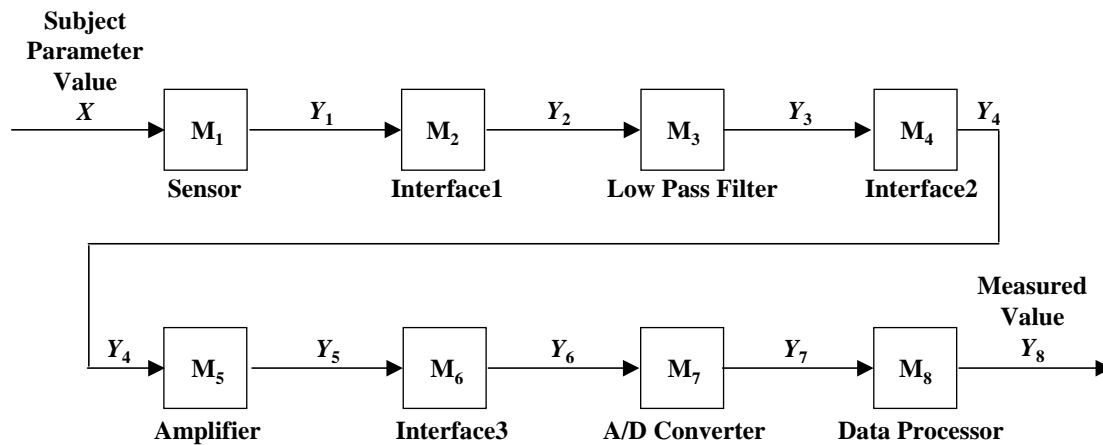 Subject
Parameter
Value
X
Y1
Y2
Y3
Y4
M1
M2
M3
M4
Sensor
Interface1
Low Pass Filter
Interface2
Measured
Value
Y4
Y5
Y6
Y7
Y8
M5
M6
M7
M8
Amplifier
Interface3
A/D Converter
Data Processor